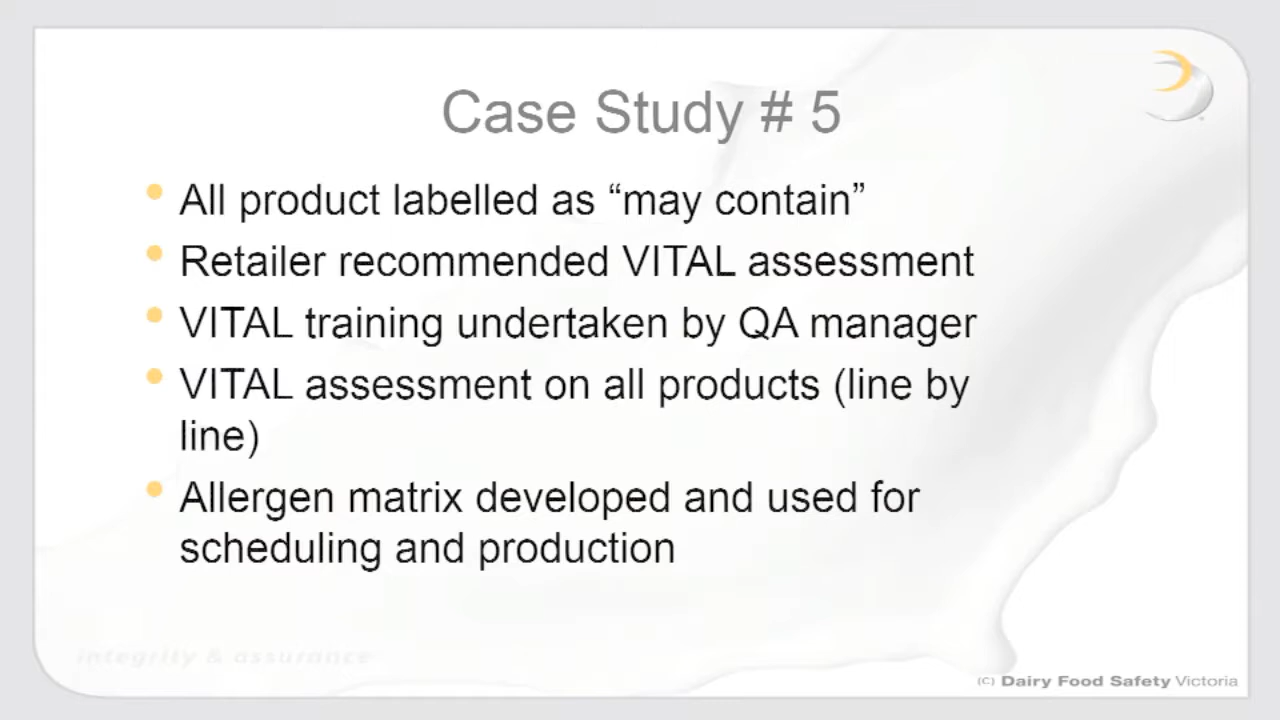 Case Study # 5
• All product labelled as “may contain”
• Retailer recommended VITAL assessment
• VITAL training undertaken by QA manager
• VITAL assessment on all products (line by
line)
• Allergen matrix developed and used for
scheduling and production
integrity & assurance
(C) Dairy Food Safety Victoria